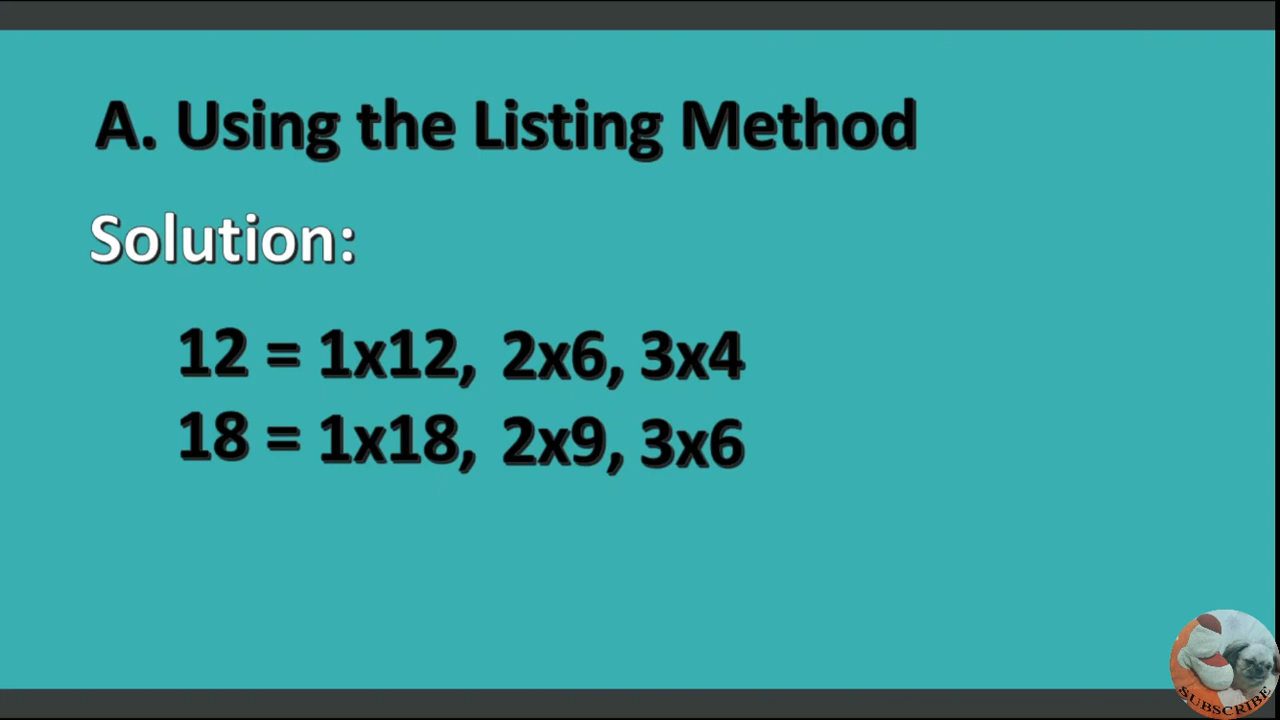 A. Using the Listing Method
Solution:
12 = 1x12, 2x6, 3x4
18 = 1x18, 2x9, 3x6
SUBSCRIBE